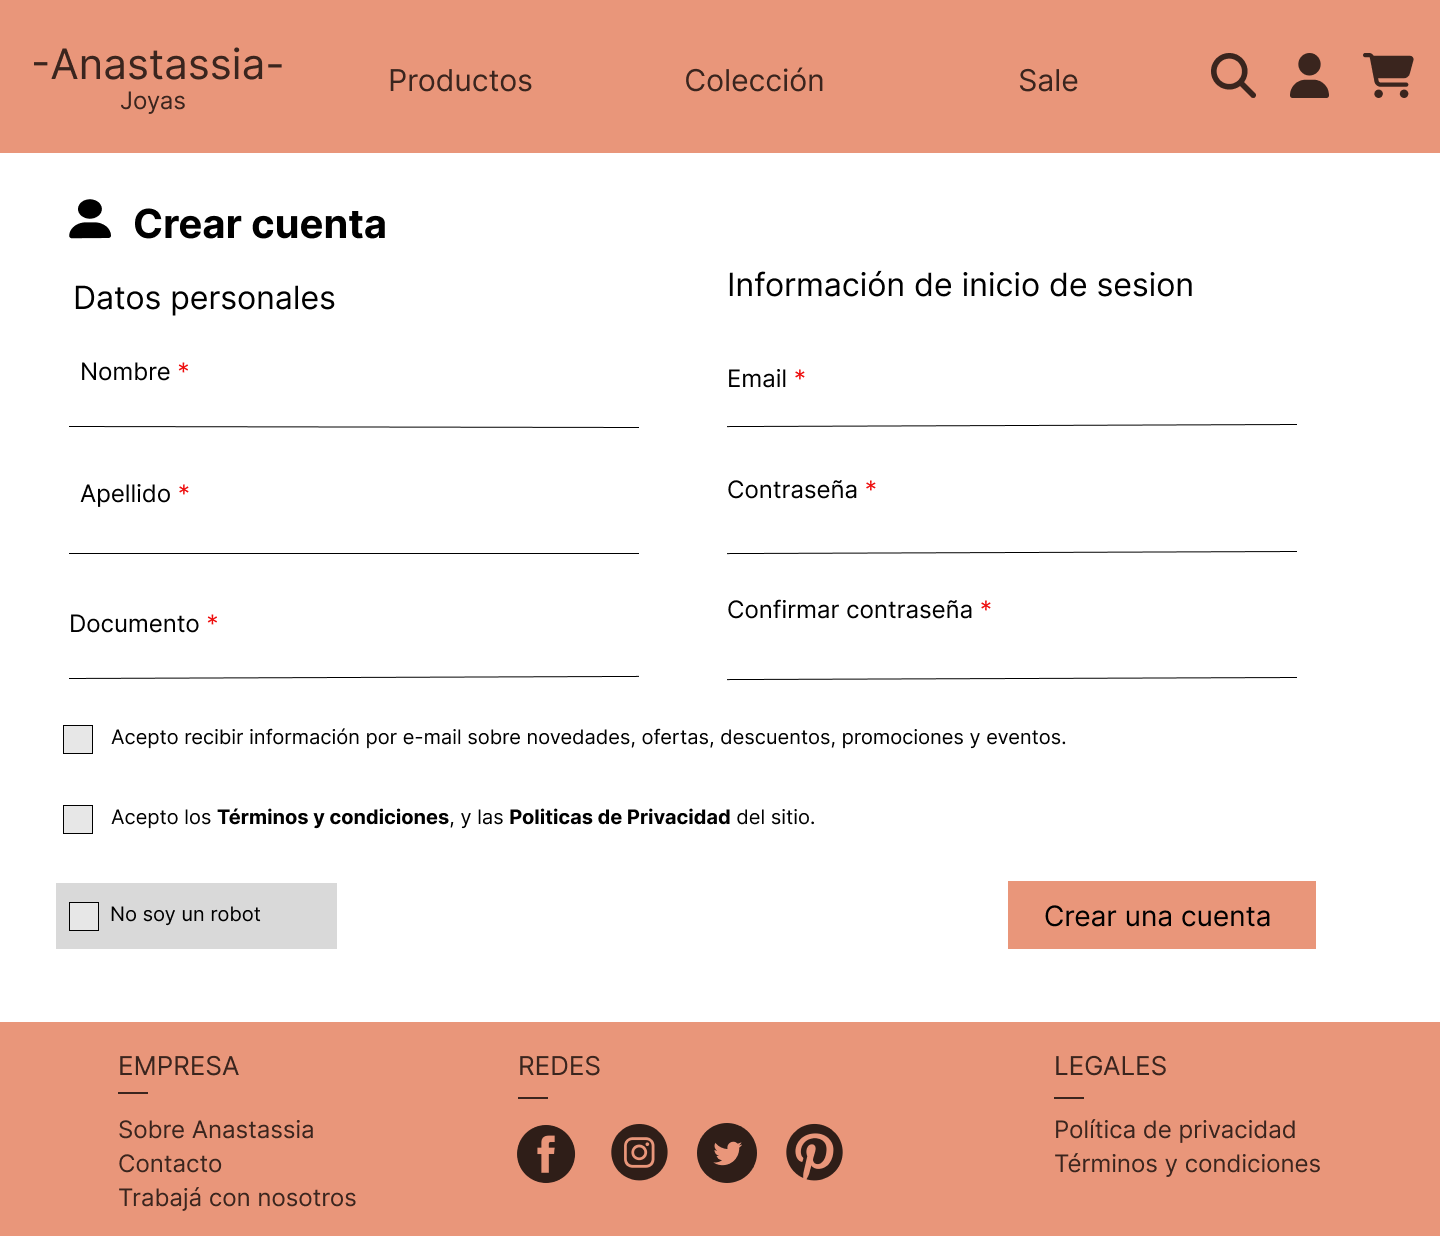 -Anastassia-
Joyas
Productos
Colección
Sale
Crear cuenta
Datos personales
Nombre *
Apellido *
Documento *
Información de inicio de sesion
Email *
Contraseña *
Confirmar contraseña *
Acepto recibir información por e-mail sobre novedades, ofertas, descuentos, promociones y eventos.
Acepto los Términos y condiciones, y las Politicas de Privacidad del sitio.
No soy un robot
Crear una cuenta
EMPRESA
Sobre Anastassia
Contacto
Trabajá con nosotros
REDES
LEGALES
Política de privacidad
Términos y condiciones